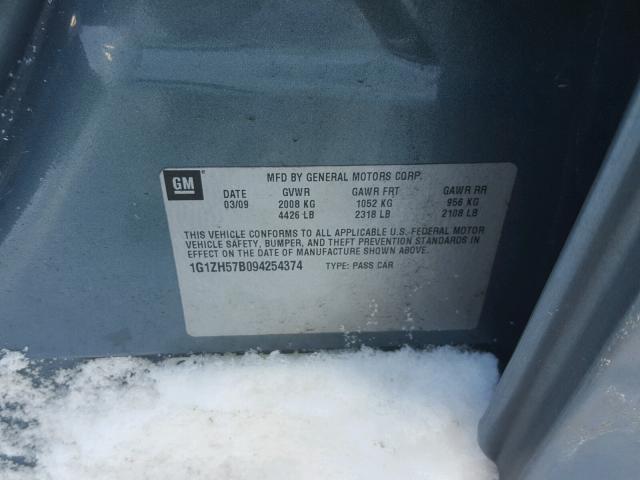 GM
MFD BY GENERAL MOTORS CORP.
DATE GVWR GAWR FRT GAWR RR
03/09 2008 KG 1052 KG 956 KG
4426 LB 2318 LB 2108 LB
THIS VEHICLE CONFORMS TO ALL APPLICABLE U.S. FEDERAL MOTOR
VEHICLE SAFETY, BUMPER, AND THEFT PREVENTION STANDARDS IN
EFFECT ON THE DATE OF MANUFACTURE SHOWN ABOVE.
1G1ZH57B094254374 TYPE: PASS CAR